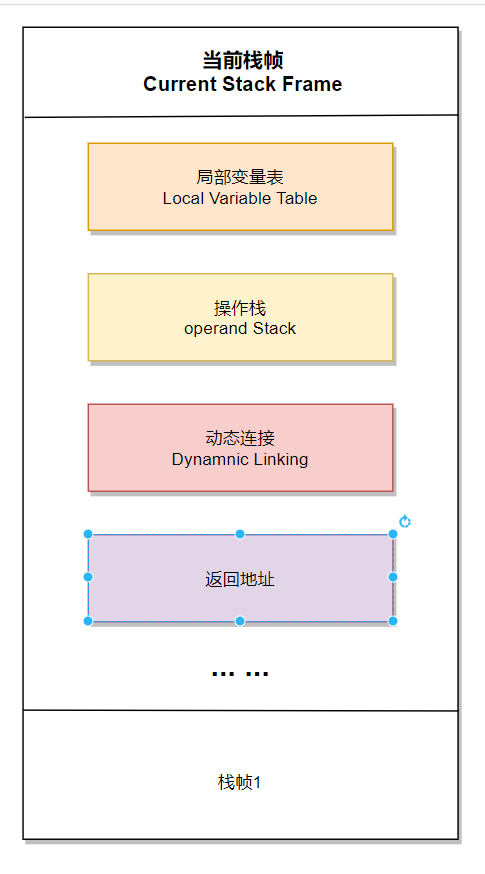 当前栈帧
Current Stack Frame
局部变量表
Local Variable Table
操作栈
operand Stack
动态连接
Dynamnic Linking
返回地址
... ...
栈帧1